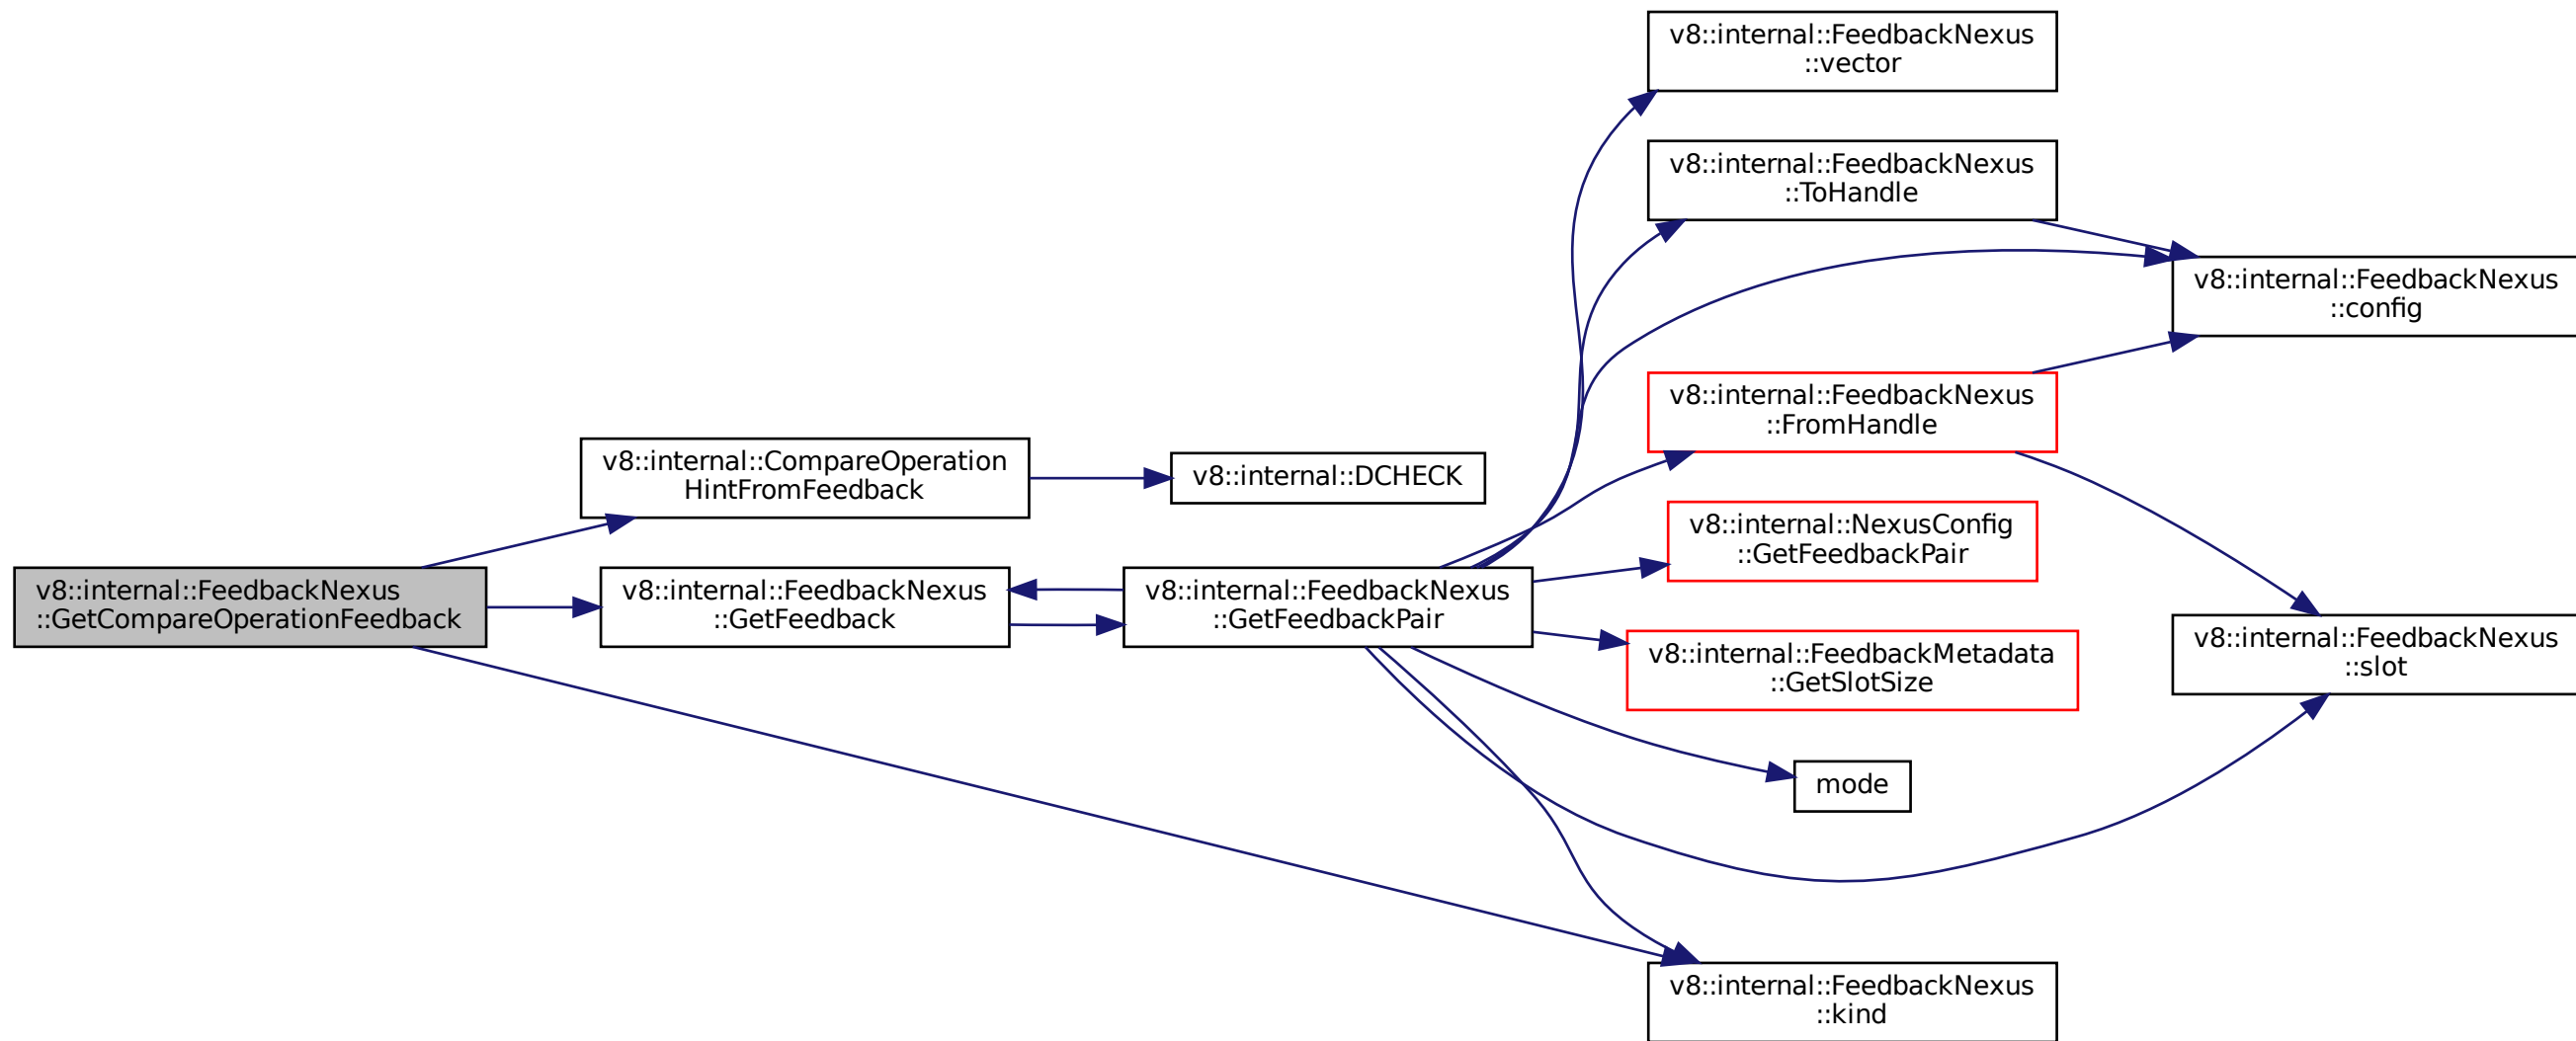 v8::internal::FeedbackNexus
::GetCompareOperationFeedback
v8::internal::CompareOperation
HintFromFeedback
v8::internal::DCHECK
v8::internal::FeedbackNexus
::GetFeedback
v8::internal::FeedbackNexus
::GetFeedbackPair
v8::internal::FeedbackNexus
::vector
v8::internal::FeedbackNexus
::ToHandle
v8::internal::FeedbackNexus
::config
v8::internal::FeedbackNexus
::FromHandle
v8::internal::NexusConfig
::GetFeedbackPair
v8::internal::FeedbackMetadata
::GetSlotSize
v8::internal::FeedbackNexus
::slot
mode
v8::internal::FeedbackNexus
::kind